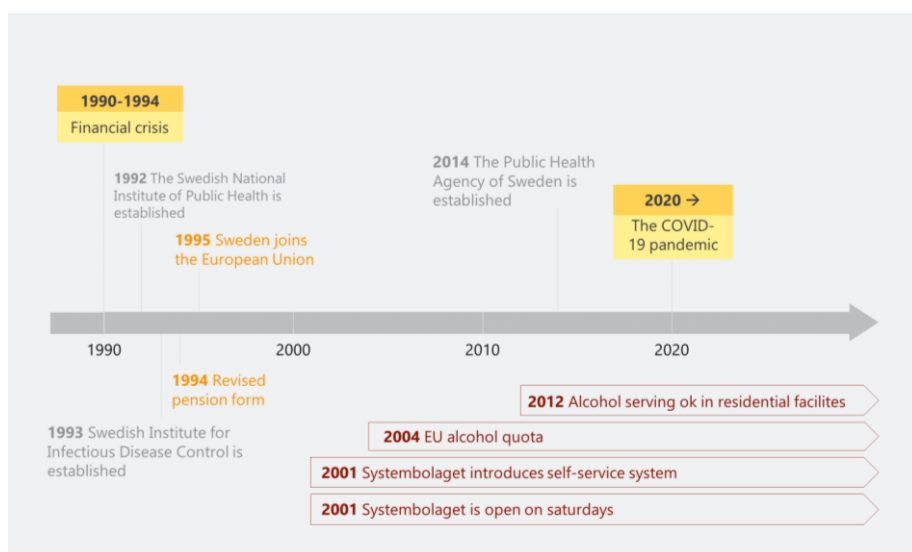 1990-1994
Financial crisis
1992 The Swedish National
Institute of Public Health is
established
1995 Sweden joins
the European Union
2014 The Public Health
Agency of Sweden is
established
2020 →
The COVID-
19 pandemic
1990
2000
2010
2020
1994 Revised
pension form
1993 Swedish Institute for
Infectious Disease Control is
established
2012 Alcohol serving ok in residential facilites
2004 EU alcohol quota
2001 Systembolaget introduces self-service system
2001 Systembolaget is open on saturdays